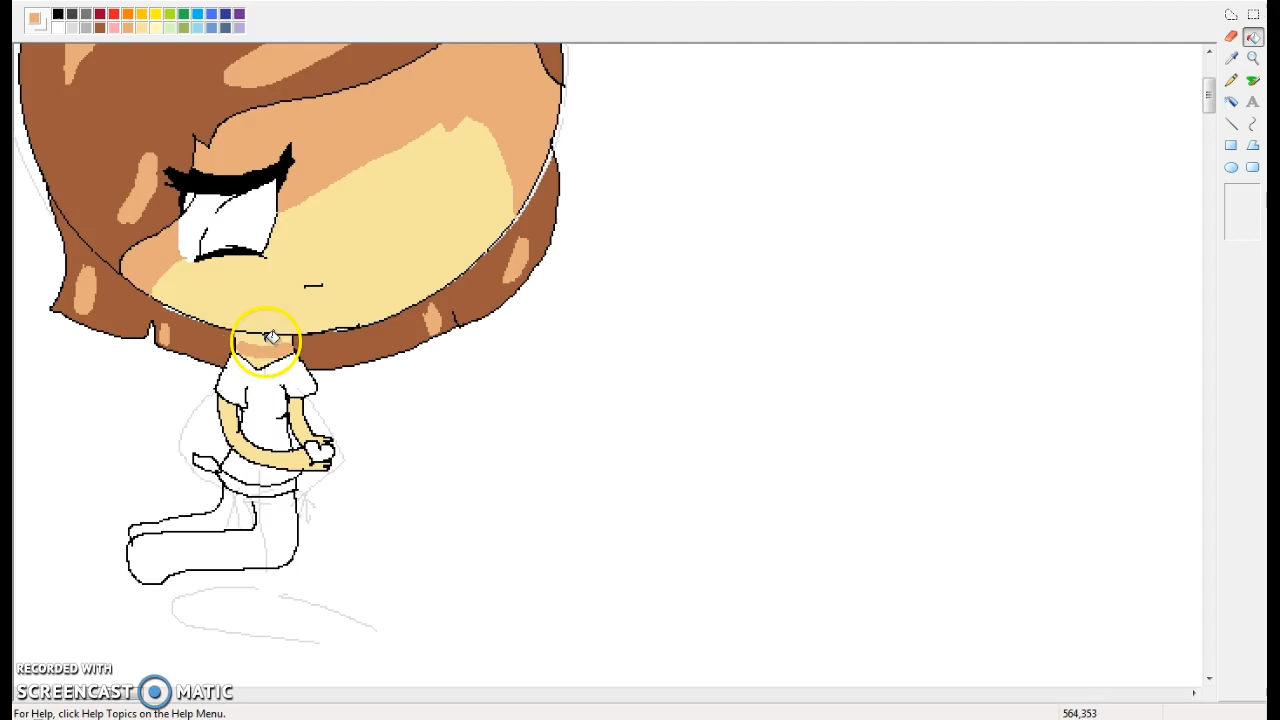 A
RECORDED WITH
SCREENCAST MATIC
For Help, click Help Topics on the Help Menu.
564,353